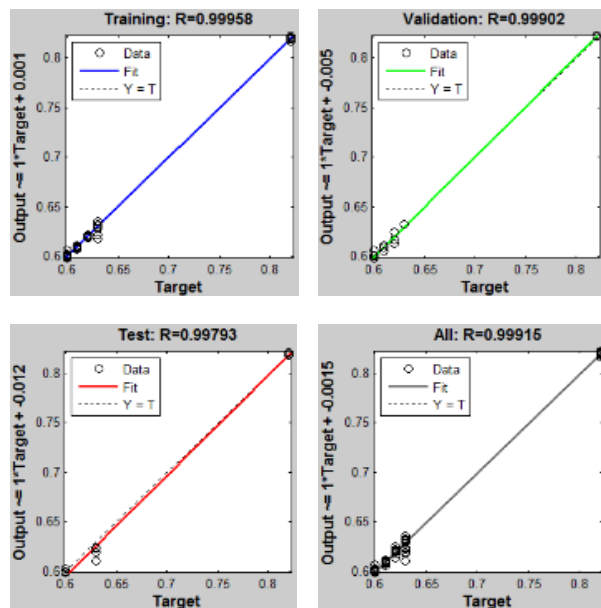 Training: R=0.99958
Output ~= 1*Target + 0.001
0.8
0.75
0.7
0.65
0.6
Data
Fit
Y = T
0.6 0.65 0.7 0.75 0.8
Target
Validation: R=0.99902
Output ~= 1*Target + -0.005
0.8
0.75
0.7
0.65
0.6
Data
Fit
Y = T
0.6 0.65 0.7 0.75 0.8
Target
Test: R=0.99793
Output ~= 1*Target + -0.012
0.8
0.75
0.7
0.65
0.6
Data
Fit
Y = T
0.6 0.65 0.7 0.75 0.8
Target
All: R=0.99915
Output ~= 1*Target + -0.0015
0.8
0.75
0.7
0.65
0.6
Data
Fit
Y = T
0.6 0.65 0.7 0.75 0.8
Target